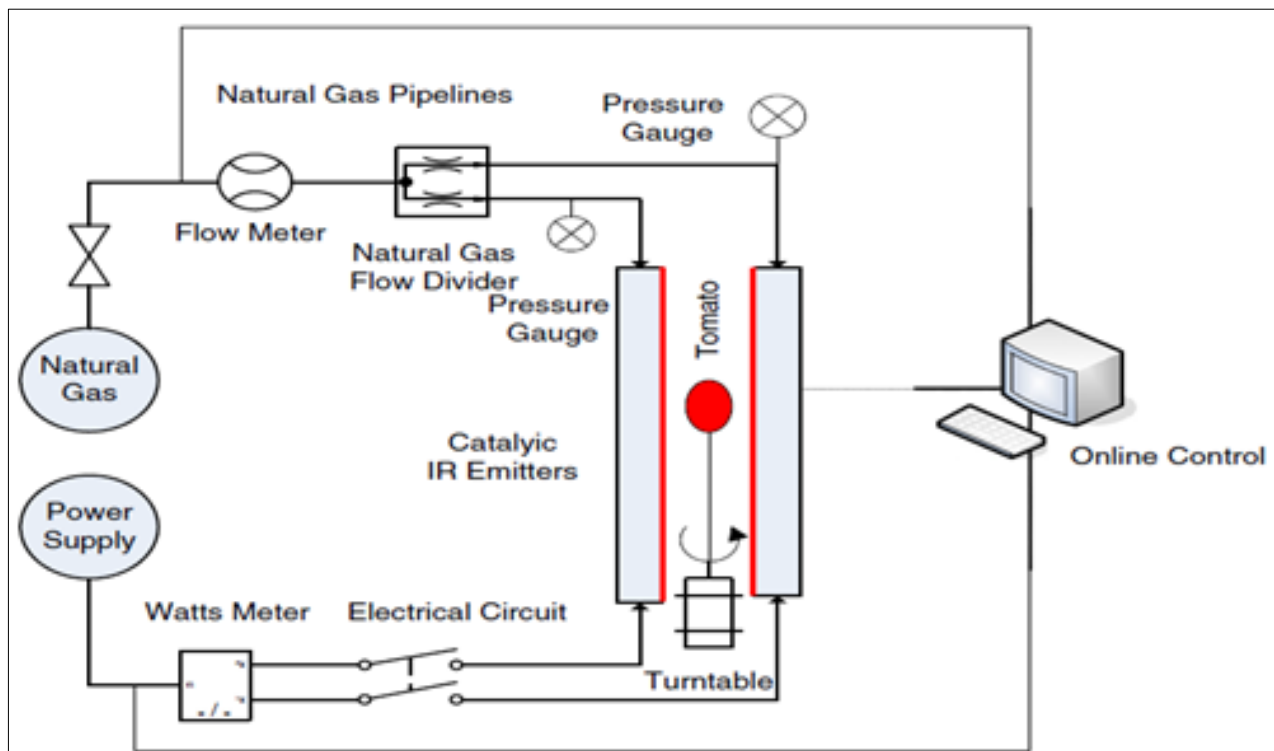 Natural Gas Pipelines
Pressure
Gauge
Flow Meter
Natural Gas
Flow Divider
Pressure
Gauge
Tomato
Natural
Gas
Catalyic
IR Emitters
Online Control
Power
Supply
Watts Meter
Electrical Circuit
Turntable